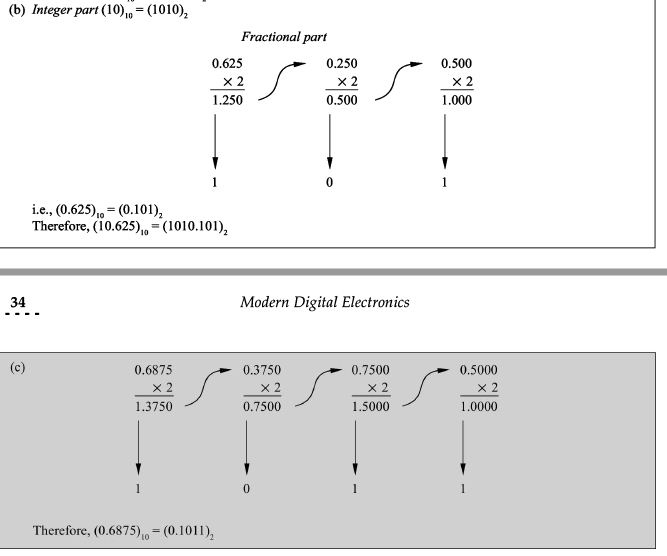 (b) Integer part (10)₁₀ = (1010)₂
Fractional part
0.625 0.250 0.500
× 2 × 2 × 2
1.250 0.500 1.000
1 0 1
i.e., (0.625)₁₀ = (0.101)₂
Therefore, (10.625)₁₀ = (1010.101)₂
34 Modern Digital Electronics
(c) 0.6875 0.3750 0.7500 0.5000
× 2 × 2 × 2 × 2
1.3750 0.7500 1.5000 1.0000
1 0 1 1
Therefore, (0.6875)₁₀ = (0.1011)₂